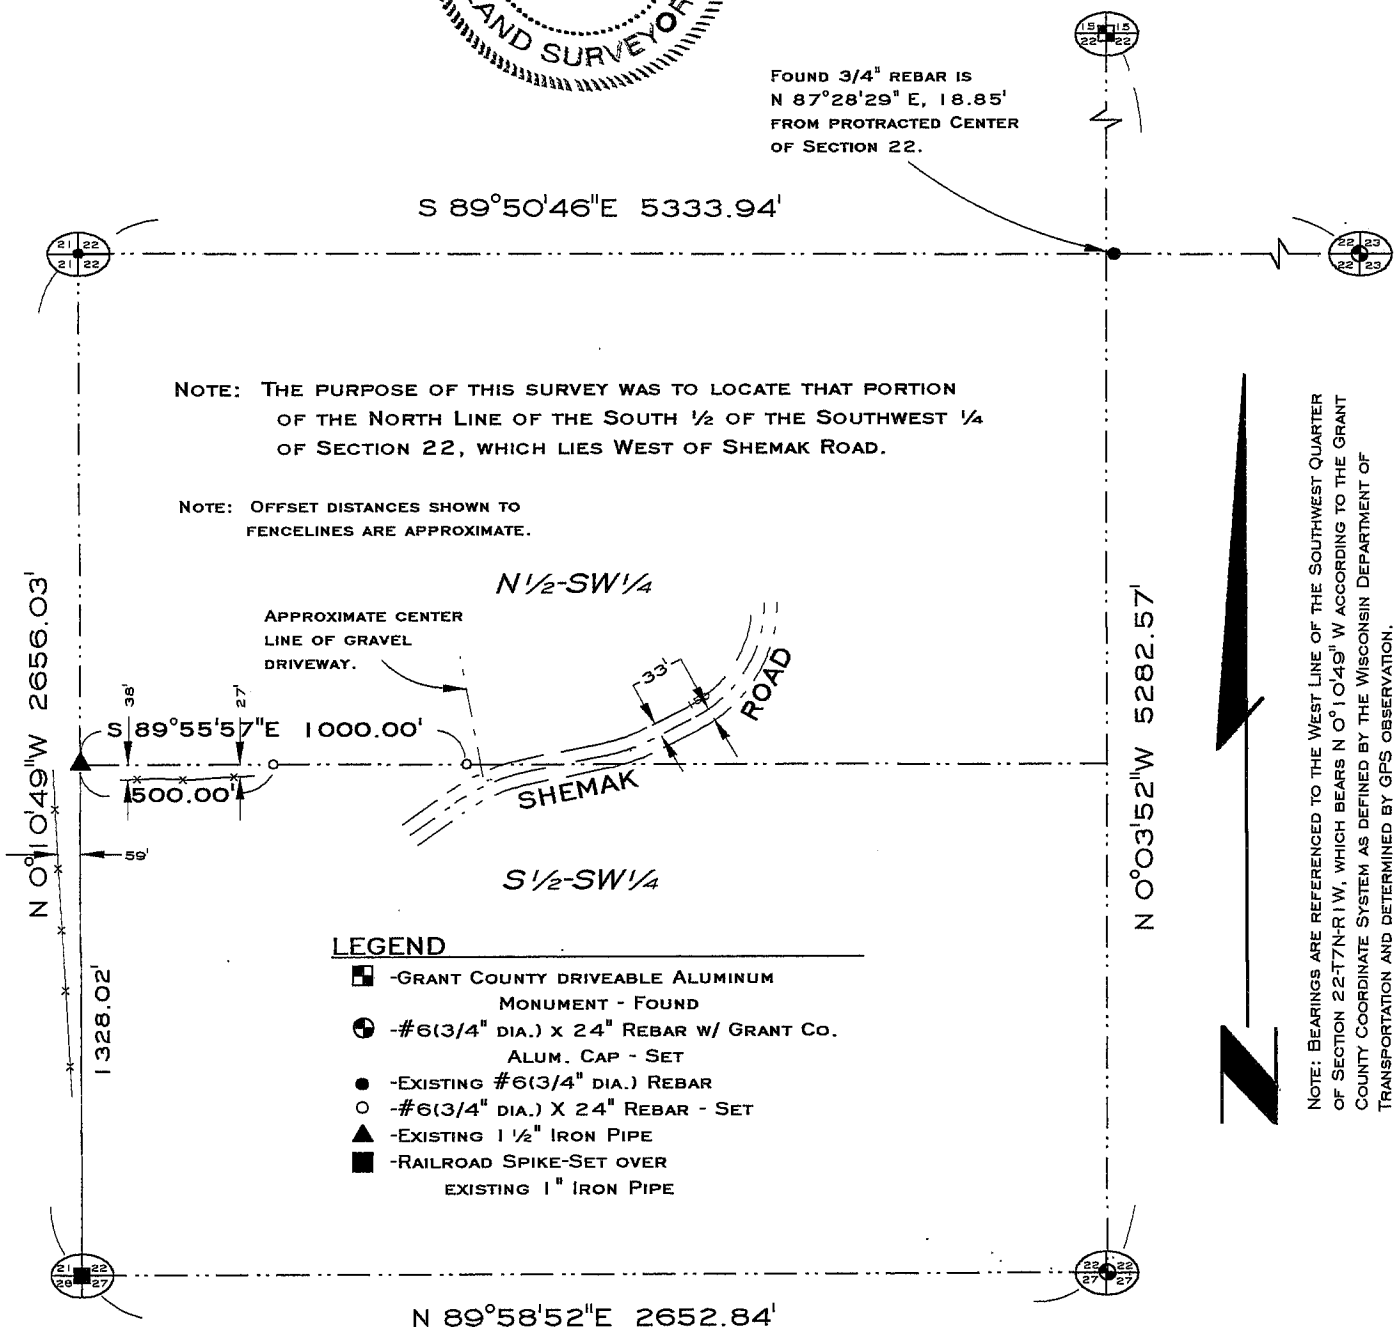 LAND SURVEYOR
15 15
22 22
FOUND 3/4" REBAR IS
N 87°28'29" E, 18.85'
FROM PROTRACTED CENTER
OF SECTION 22.
S 89°50'46"E 5333.94'
21 22
21 22
22 23
22 23
NOTE: THE PURPOSE OF THIS SURVEY WAS TO LOCATE THAT PORTION
OF THE NORTH LINE OF THE SOUTH ½ OF THE SOUTHWEST ¼
OF SECTION 22, WHICH LIES WEST OF SHEMAK ROAD.
NOTE: OFFSET DISTANCES SHOWN TO
FENCELINES ARE APPROXIMATE.
N½-SW¼
APPROXIMATE CENTER
LINE OF GRAVEL
DRIVEWAY.
33'
SHEMAK ROAD
38'
27'
S 89°55'57"E 1000.00'
500.00'
59'
N 0°10'49"W 2656.03'
1328.02'
S½-SW¼
N 0°03'52"W 5282.57'
LEGEND
-GRANT COUNTY DRIVEABLE ALUMINUM
MONUMENT - FOUND
-#6(3/4" DIA.) X 24" REBAR W/ GRANT CO.
ALUM. CAP - SET
-EXISTING #6(3/4" DIA.) REBAR
-#6(3/4" DIA.) X 24" REBAR - SET
-EXISTING 1 ½" IRON PIPE
-RAILROAD SPIKE-SET OVER
EXISTING 1" IRON PIPE
21 22
28 27
22 22
27 27
N 89°58'52"E 2652.84'
N
NOTE: BEARINGS ARE REFERENCED TO THE WEST LINE OF THE SOUTHWEST QUARTER
OF SECTION 22-T7N-R1W, WHICH BEARS N 0°10'49" W ACCORDING TO THE GRANT
COUNTY COORDINATE SYSTEM AS DEFINED BY THE WISCONSIN DEPARTMENT OF
TRANSPORTATION AND DETERMINED BY GPS OBSERVATION.